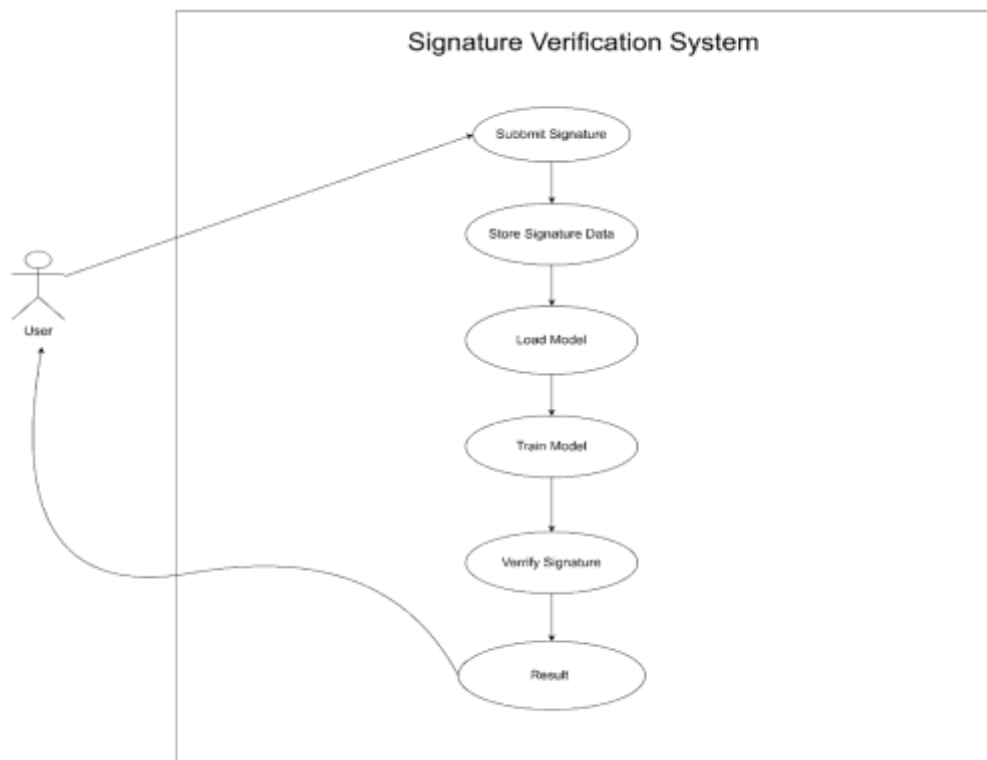 Signature Verification System
Subbmit Signature
Store Signature Data
Load Model
User
Train Model
Verrify Signature
Result